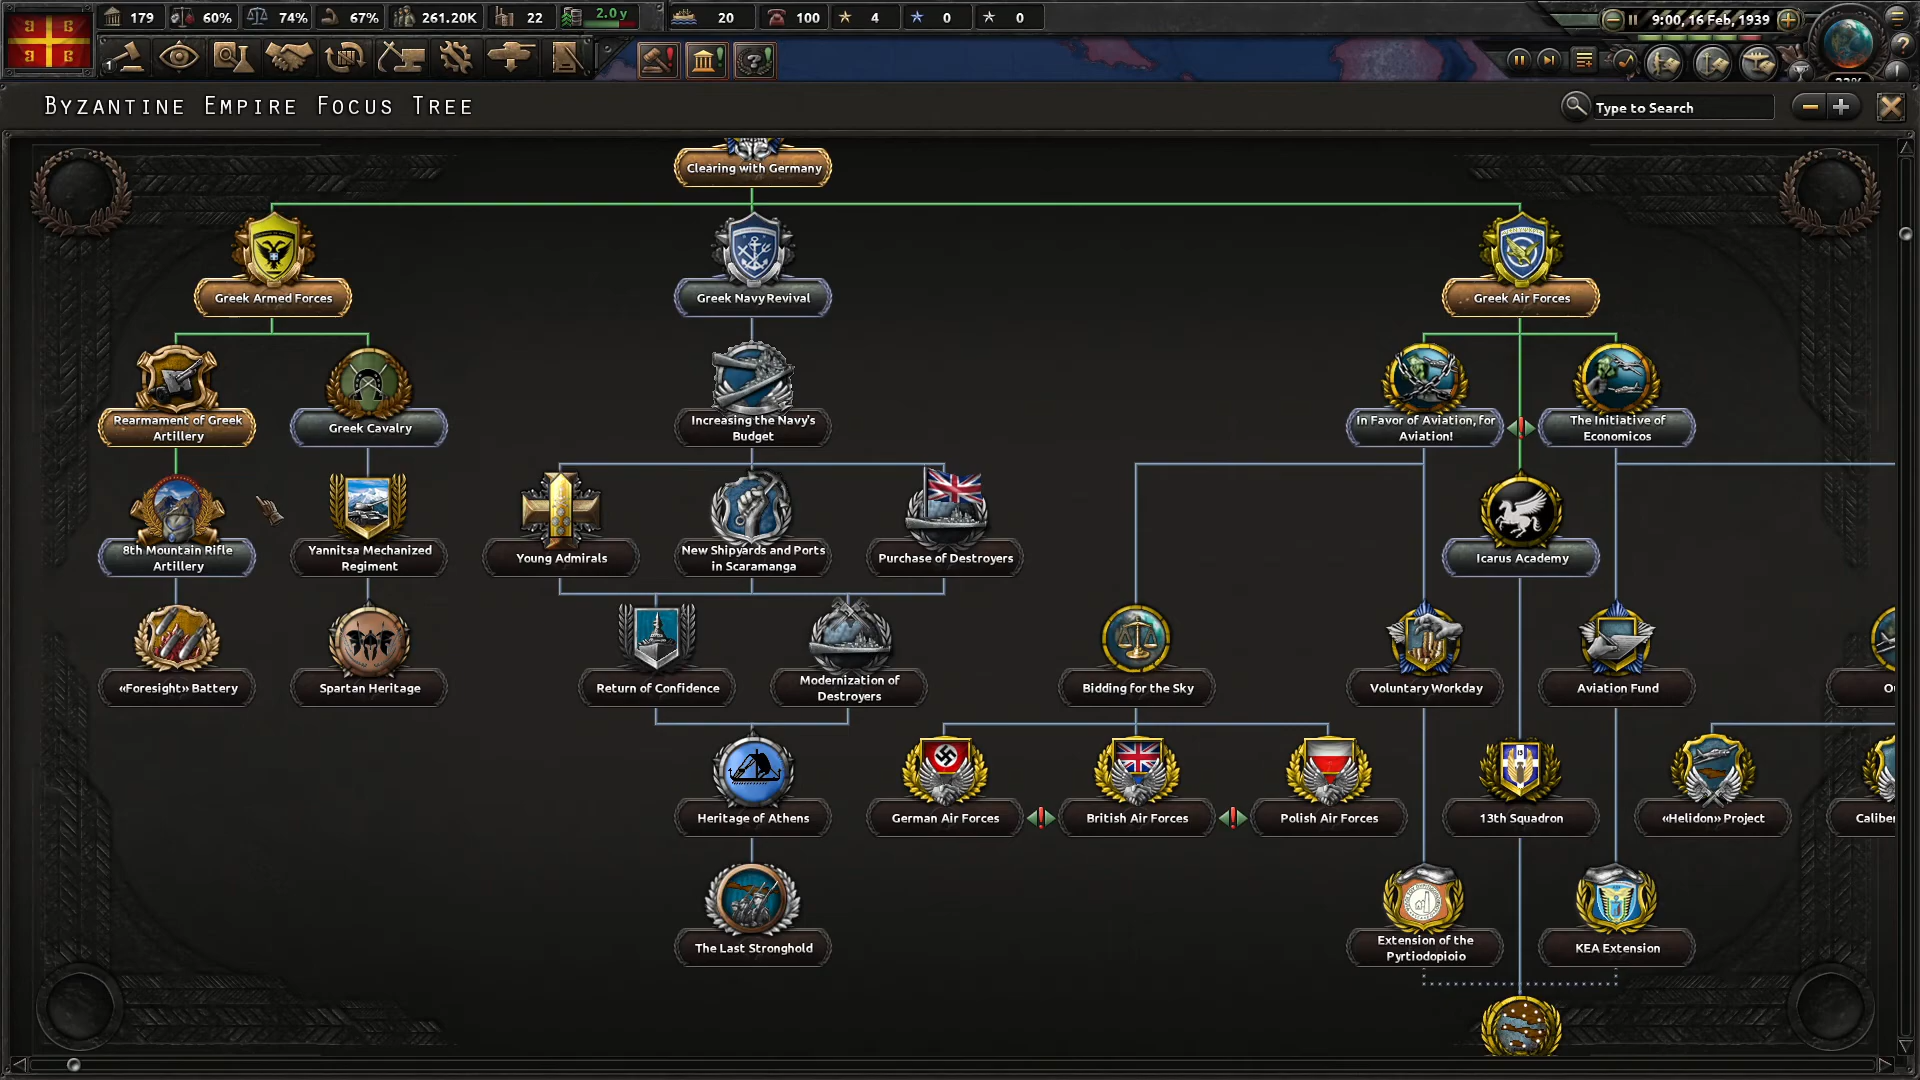 179
60%
74%
67%
261.20K
22
2.0 y
20
100
4
0
0
9:00, 16 Feb, 1939
1
Byzantine Empire Focus Tree
Type to Search
Clearing with Germany
Greek Armed Forces
Greek Navy Revival
Greek Air Forces
Rearmament of Greek
Artillery
Greek Cavalry
Increasing the Navy's
Budget
In Favor of Aviation, for
Aviation!
The Initiative of
Economicos
8th Mountain Rifle
Artillery
Yannitsa Mechanized
Regiment
Young Admirals
New Shipyards and Ports
in Scaramanga
Purchase of Destroyers
Icarus Academy
«Foresight» Battery
Spartan Heritage
Return of Confidence
Modernization of
Destroyers
Bidding for the Sky
Voluntary Workday
Aviation Fund
Heritage of Athens
German Air Forces
British Air Forces
Polish Air Forces
13th Squadron
«Helidon» Project
Caliber
The Last Stronghold
Extension of the
Pyrtiodopioio
KEA Extension